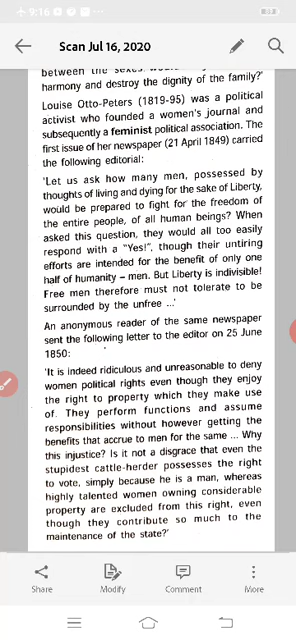 9:16
Scan Jul 16, 2020
between the sexes
harmony and destroy the dignity of the family?'
Louise Otto-Peters (1819-95) was a political
activist who founded a women's journal and
subsequently a feminist political association. The
first issue of her newspaper (21 April 1849) carried
the following editorial:
'Let us ask how many men, possessed by
thoughts of living and dying for the sake of Liberty,
would be prepared to fight for the freedom of
the entire people, of all human beings? When
asked this question, they would all too easily
respond with a "Yes!", though their untiring
efforts are intended for the benefit of only one
half of humanity – men. But Liberty is indivisible!
Free men therefore must not tolerate to be
surrounded by the unfree ...'
An anonymous reader of the same newspaper
sent the following letter to the editor on 25 June
1850:
'It is indeed ridiculous and unreasonable to deny
women political rights even though they enjoy
the right to property which they make use
of. They perform functions and assume
responsibilities without however getting the
benefits that accrue to men for the same ... Why
this injustice? Is it not a disgrace that even the
stupidest cattle-herder possesses the right
to vote, simply because he is a man, whereas
highly talented women owning considerable
property are excluded from this right, even
though they contribute so much to the
maintenance of the state?'
Share Modify Comment More